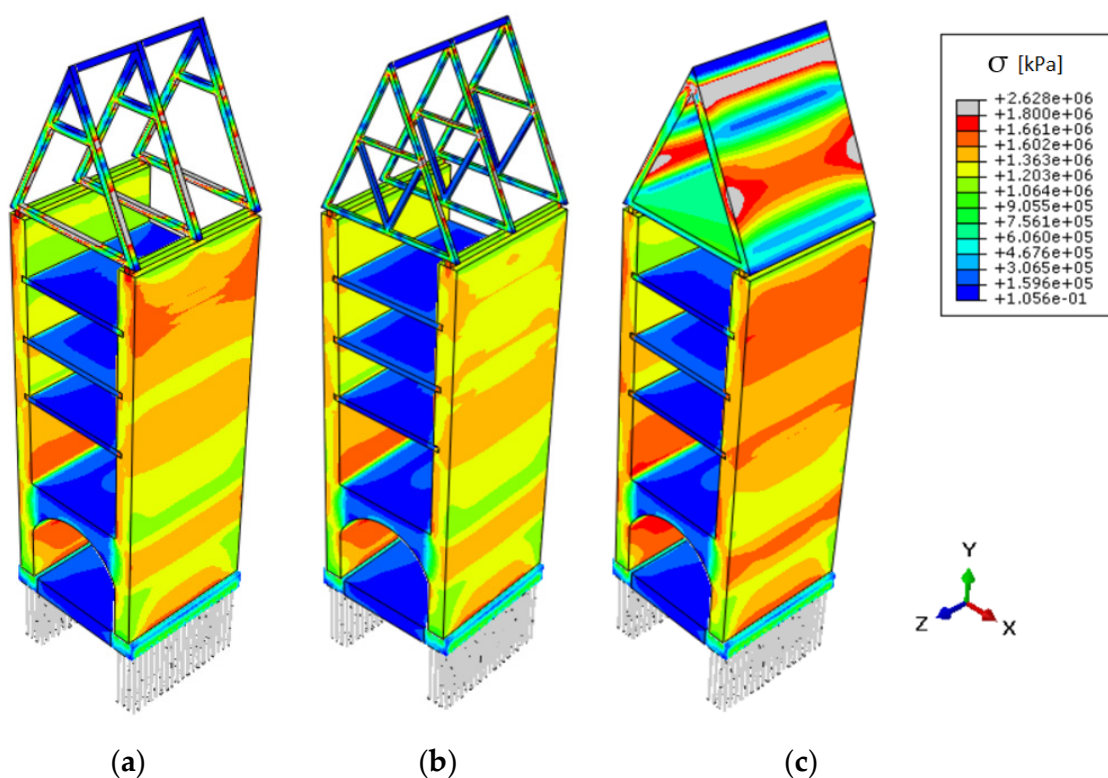 σ [kPa]
+2.628e+06
+1.800e+06
+1.661e+06
+1.602e+06
+1.363e+06
+1.203e+06
+1.064e+06
+9.055e+05
+7.561e+05
+6.060e+05
+4.676e+05
+3.065e+05
+1.596e+05
+1.056e-01
Y
Z
X
(a) (b) (c)